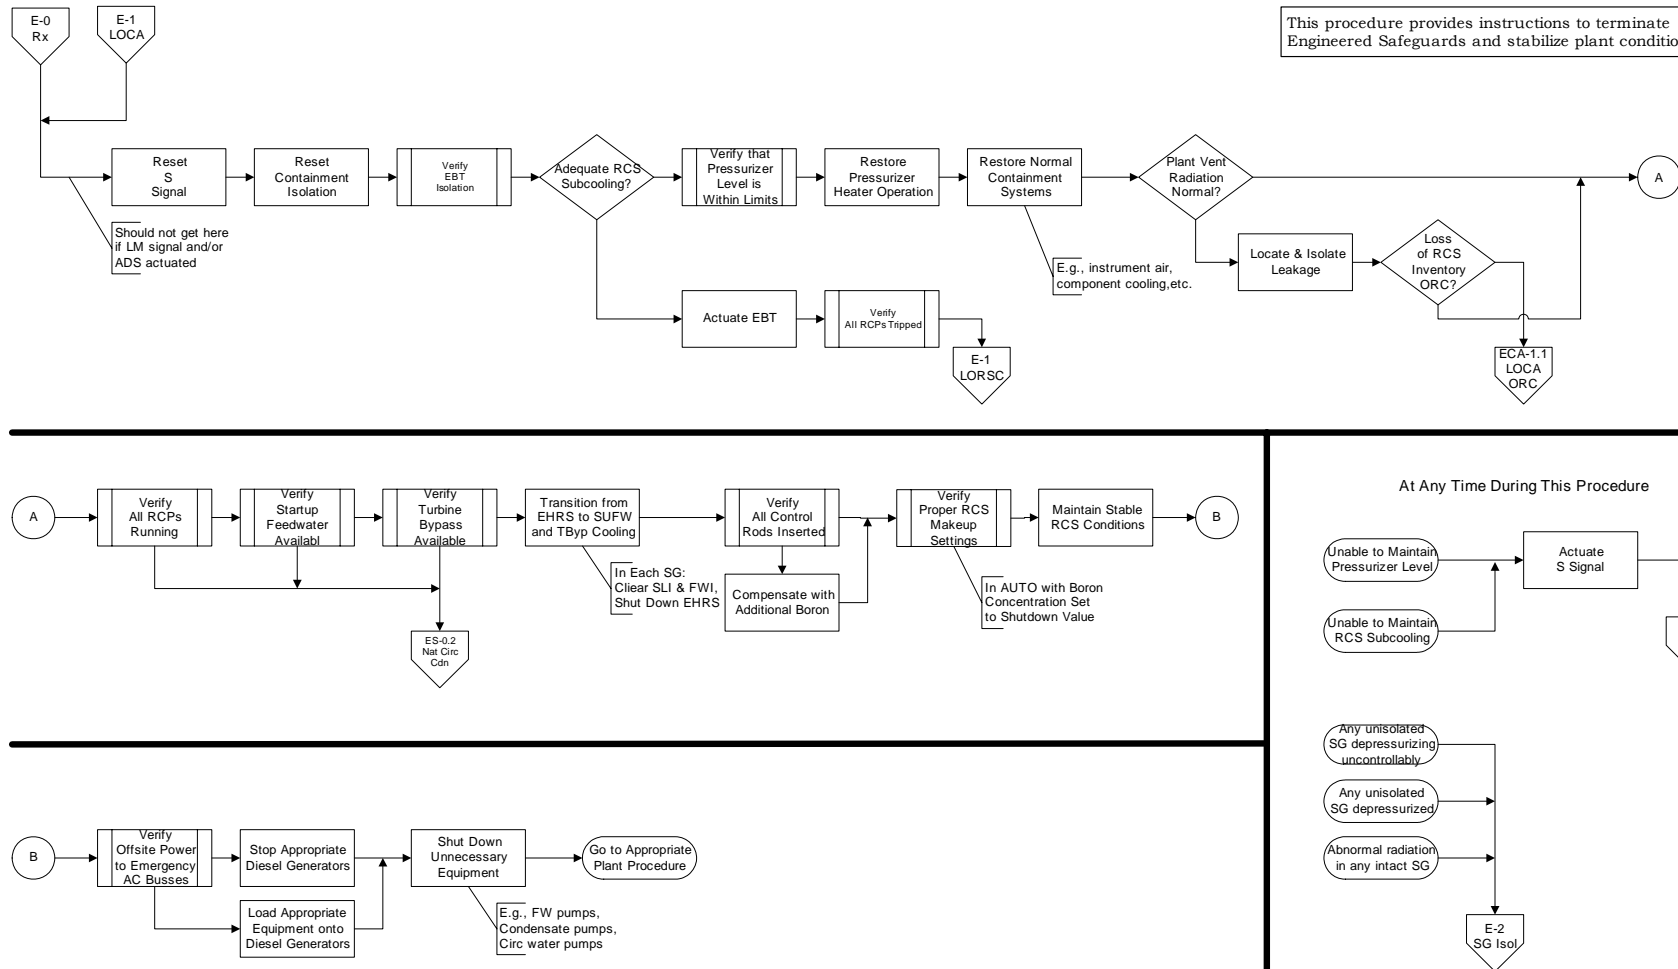 E-0
Rx
E-1
LOCA
This procedure provides instructions to terminate
Engineered Safeguards and stabilize plant conditio
Reset
S
Signal
Reset
Containment
Isolation
Verify
EBT
Isolation
Adequate RCS
Subcooling?
Verify that
Pressurizer
Level is
Within Limits
Restore
Pressurizer
Heater Operation
Restore Normal
Containment
Systems
Plant Vent
Radiation
Normal?
A
Should not get here
if LM signal and/or
ADS actuated
E.g., instrument air,
component cooling,etc.
Locate & Isolate
Leakage
Loss
of RCS
Inventory
ORC?
Actuate EBT
Verify
All RCPs Tripped
E-1
LORSC
ECA-1.1
LOCA
ORC
A
Verify
All RCPs
Running
Verify
Startup
Feedwater
Availabl
Verify
Turbine
Bypass
Available
Transition from
EHRS to SUFW
and TByp Cooling
Verify
All Control
Rods Inserted
Verify
Proper RCS
Makeup
Settings
Maintain Stable
RCS Conditions
B
In Each SG:
Cliear SLI & FWI,
Shut Down EHRS
Compensate with
Additional Boron
In AUTO with Boron
Concentration Set
to Shutdown Value
ES-0.2
Nat Circ
Cdn
At Any Time During This Procedure
Unable to Maintain
Pressurizer Level
Actuate
S Signal
Unable to Maintain
RCS Subcooling
Any unisolated
SG depressurizing
uncontrollably
Any unisolated
SG depressurized
Abnormal radiation
in any intact SG
E-2
SG Isol
B
Verify
Offsite Power
to Emergency
AC Busses
Stop Appropriate
Diesel Generators
Shut Down
Unnecessary
Equipment
Go to Appropriate
Plant Procedure
Load Appropriate
Equipment onto
Diesel Generators
E.g., FW pumps,
Condensate pumps,
Circ water pumps